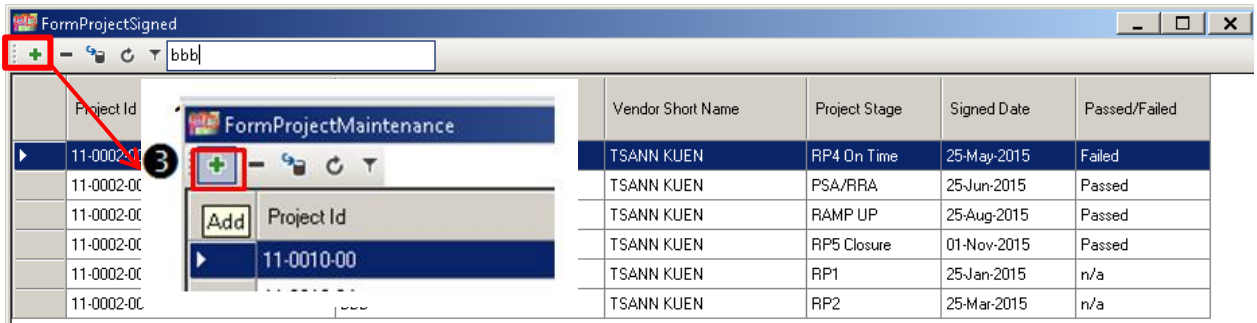 FormProjectSigned
bbb
Project Id Vendor Short Name Project Stage Signed Date Passed/Failed
11-0002-00 TSANN KUEN RP4 On Time 25-May-2015 Failed
11-0002-00 TSANN KUEN PSA/RRA 25-Jun-2015 Passed
11-0002-00 TSANN KUEN RAMP UP 25-Aug-2015 Passed
11-0002-00 TSANN KUEN RP5 Closure 01-Nov-2015 Passed
11-0002-00 TSANN KUEN RP1 25-Jan-2015 n/a
11-0002-00 TSANN KUEN RP2 25-Mar-2015 n/a
3
FormProjectMaintenance
Add Project Id
11-0010-00